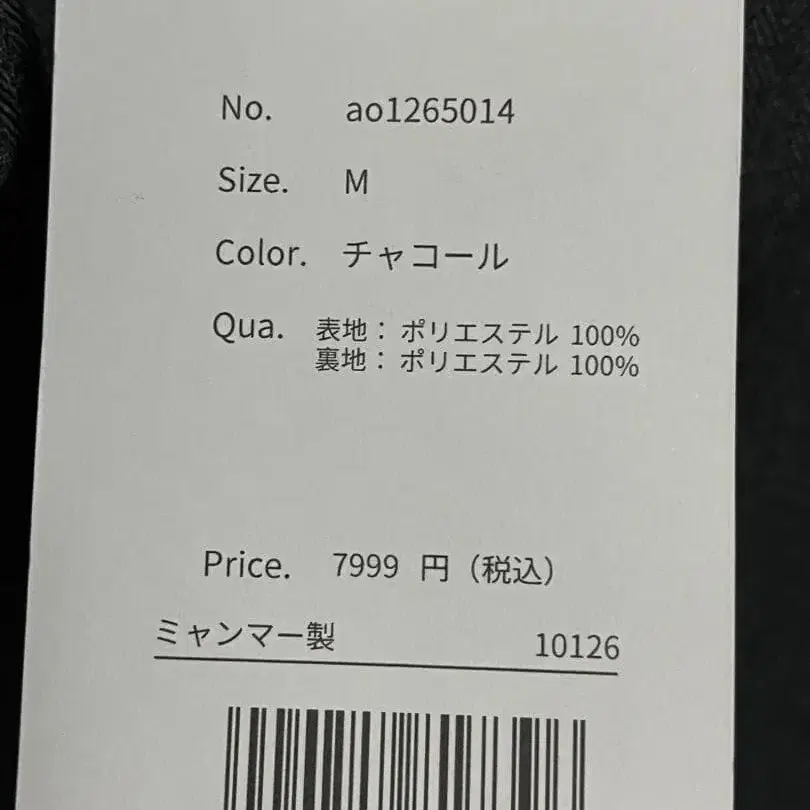 No. ao1265014
Size. M
Color. チャコール
Qua. 表地：ポリエステル 100%
裏地：ポリエステル 100%
Price. 7999 円（税込）
ミャンマー製 10126